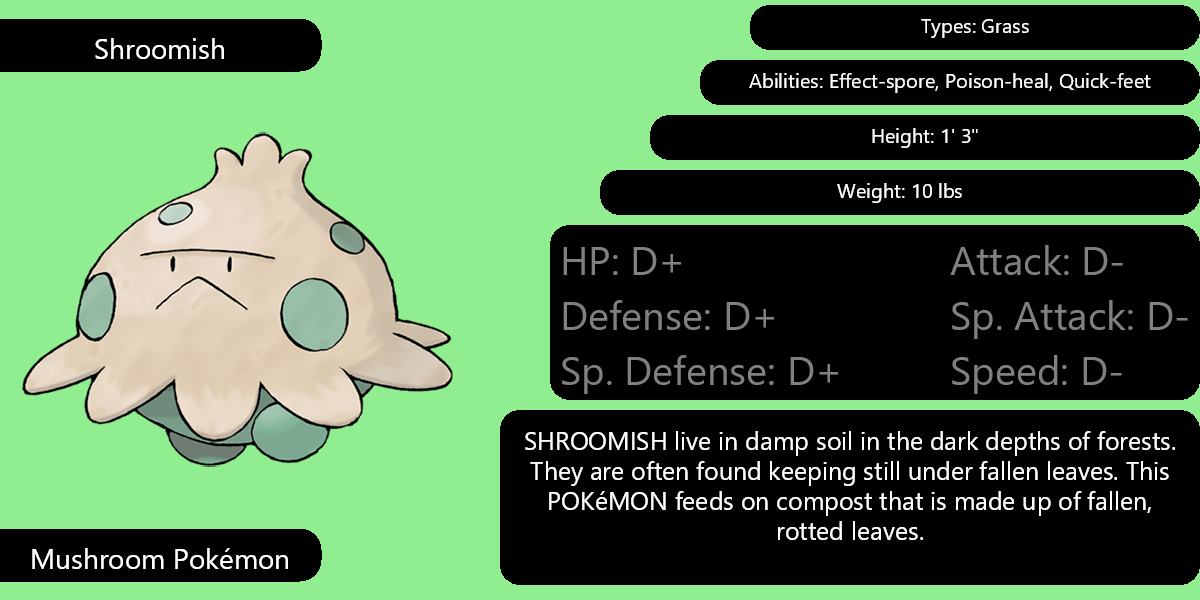 Shroomish
Types: Grass
Abilities: Effect-spore, Poison-heal, Quick-feet
Height: 1' 3"
Weight: 10 lbs
HP: D+ Attack: D-
Defense: D+ Sp. Attack: D-
Sp. Defense: D+ Speed: D-
SHROOMISH live in damp soil in the dark depths of forests.
They are often found keeping still under fallen leaves. This
POKéMON feeds on compost that is made up of fallen,
rotted leaves.
Mushroom Pokémon